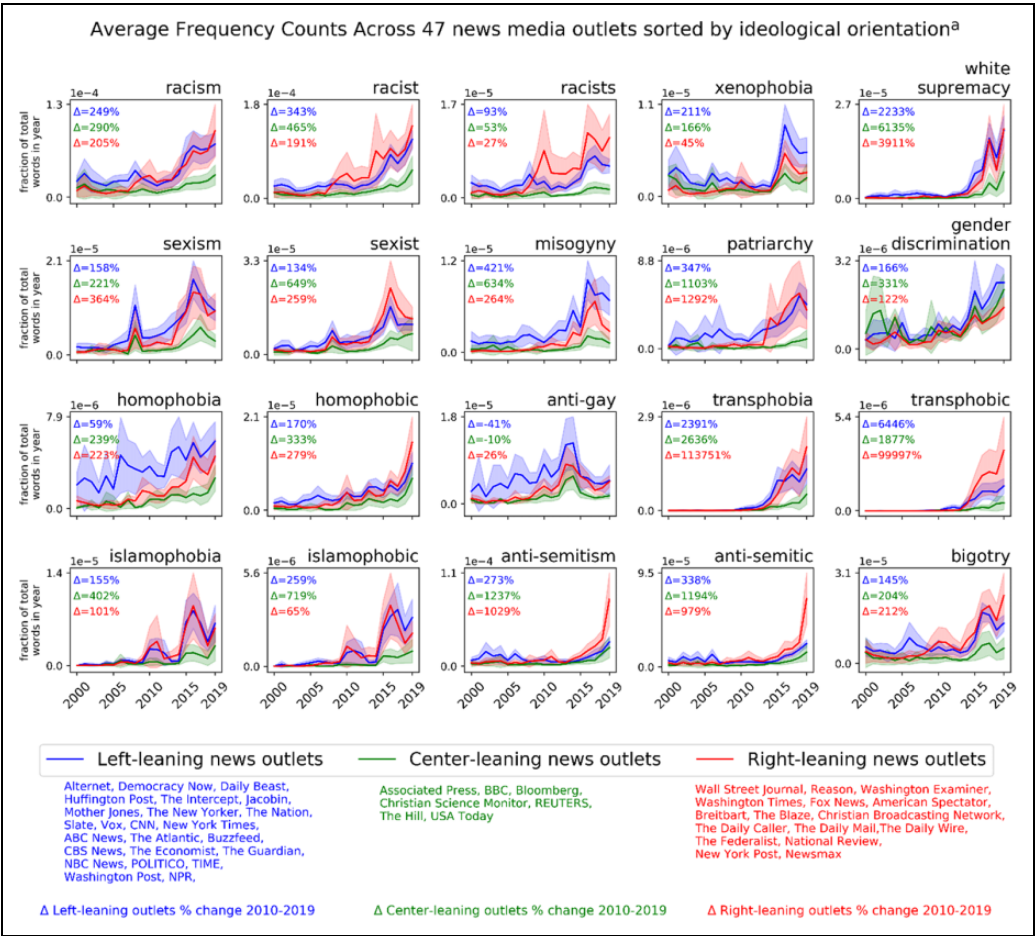 Average Frequency Counts Across 47 news media outlets sorted by ideological orientationª
racism
1e−4
1.3
0.0
Δ=249%
Δ=290%
Δ=205%
fraction of total
words in year
racist
1e−4
1.8
0.0
Δ=343%
Δ=465%
Δ=191%
racists
1e−5
1.7
0.0
Δ=93%
Δ=53%
Δ=27%
xenophobia
1e−5
1.1
0.0
Δ=211%
Δ=166%
Δ=45%
white
supremacy
1e−5
2.7
0.0
Δ=2233%
Δ=6135%
Δ=3911%
sexism
1e−5
2.1
0.0
Δ=158%
Δ=221%
Δ=364%
fraction of total
words in year
sexist
1e−5
3.3
0.0
Δ=134%
Δ=649%
Δ=259%
misogyny
1e−5
1.2
0.0
Δ=421%
Δ=634%
Δ=264%
patriarchy
1e−6
8.8
0.0
Δ=347%
Δ=1103%
Δ=1292%
gender
discrimination
1e−6
3.2
0.0
Δ=166%
Δ=331%
Δ=122%
homophobia
1e−6
7.9
0.0
Δ=59%
Δ=239%
Δ=223%
fraction of total
words in year
homophobic
1e−5
2.1
0.0
Δ=170%
Δ=333%
Δ=279%
anti-gay
1e−5
1.8
0.0
Δ=-41%
Δ=-10%
Δ=26%
transphobia
1e−6
2.9
0.0
Δ=2391%
Δ=2636%
Δ=113751%
transphobic
1e−6
5.4
0.0
Δ=6446%
Δ=1877%
Δ=99997%
islamophobia
1e−5
1.4
0.0
Δ=155%
Δ=402%
Δ=101%
fraction of total
words in year
2000
2005
2010
2015
2019
islamophobic
1e−6
5.6
0.0
Δ=259%
Δ=719%
Δ=65%
2000
2005
2010
2015
2019
anti-semitism
1e−4
1.1
0.0
Δ=273%
Δ=1237%
Δ=1029%
2000
2005
2010
2015
2019
anti-semitic
1e−5
9.5
0.0
Δ=338%
Δ=1194%
Δ=979%
2000
2005
2010
2015
2019
bigotry
1e−5
3.1
0.0
Δ=145%
Δ=204%
Δ=212%
2000
2005
2010
2015
2019
Left-leaning news outlets
Center-leaning news outlets
Right-leaning news outlets
Alternet, Democracy Now, Daily Beast,
Huffington Post, The Intercept, Jacobin,
Mother Jones, The New Yorker, The Nation,
Slate, Vox, CNN, New York Times,
ABC News, The Atlantic, Buzzfeed,
CBS News, The Economist, The Guardian,
NBC News, POLITICO, TIME,
Washington Post, NPR,
Associated Press, BBC, Bloomberg,
Christian Science Monitor, REUTERS,
The Hill, USA Today
Wall Street Journal, Reason, Washington Examiner,
Washington Times, Fox News, American Spectator,
Breitbart, The Blaze, Christian Broadcasting Network,
The Daily Caller, The Daily Mail,The Daily Wire,
The Federalist, National Review,
New York Post, Newsmax
Δ Left-leaning outlets % change 2010-2019
Δ Center-leaning outlets % change 2010-2019
Δ Right-leaning outlets % change 2010-2019